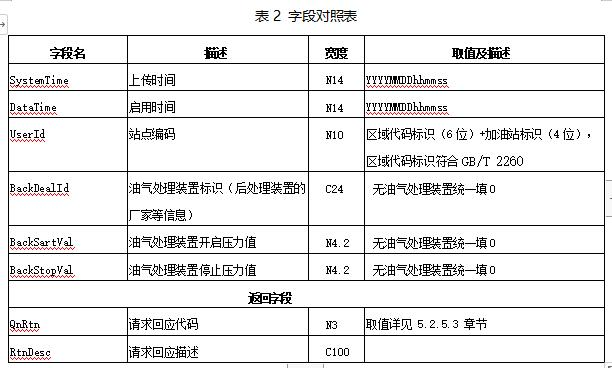 表 2 字段对照表
字段名 描述 宽度 取值及描述
SystemTime 上传时间 N14 YYYYMMDDhhmmss
DataTime 启用时间 N14 YYYYMMDDhhmmss
UserId 站点编码 N10 区域代码标识（6 位）+加油站标识（4 位），
区域代码标识符合 GB/T 2260
BackDealId 油气处理装置标识（后处理装置的 C24 无油气处理装置统一填 0
厂家等信息）
BackSartVal 油气处理装置开启压力值 N4.2 无油气处理装置统一填 0
BackStopVal 油气处理装置停止压力值 N4.2 无油气处理装置统一填 0
返回字段
QnRtn 请求回应代码 N3 取值详见 5.2.5.3 章节
RtnDesc 请求回应描述 C100